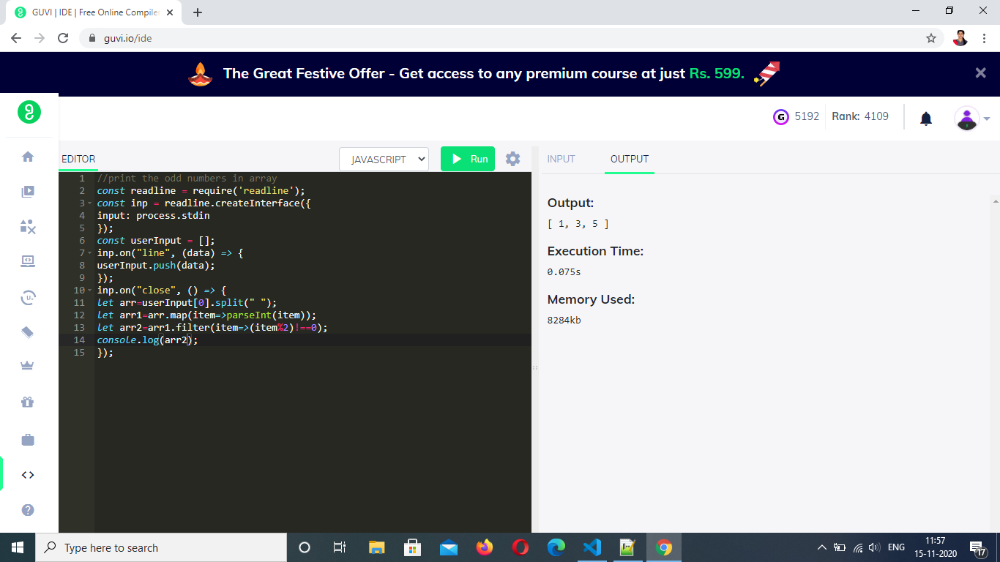 GUVI | IDE | Free Online Compile
guvi.io/ide
The Great Festive Offer - Get access to any premium course at just Rs. 599.
5192 Rank: 4109
EDITOR
JAVASCRIPT
Run
INPUT
OUTPUT
1 //print the odd numbers in array
2 const readline = require('readline');
3 const inp = readline.createInterface({
4 input: process.stdin
5 });
6 const userInput = [];
7 inp.on("line", (data) => {
8 userInput.push(data);
9 });
10 inp.on("close", () => {
11 let arr=userInput[0].split(" ");
12 let arr1=arr.map(item=>parseInt(item));
13 let arr2=arr1.filter(item=>(item%2)!==0);
14 console.log(arr2);
15 });
Output:
[ 1, 3, 5 ]
Execution Time:
0.075s
Memory Used:
8284kb
Type here to search
ENG
11:57
15-11-2020
17